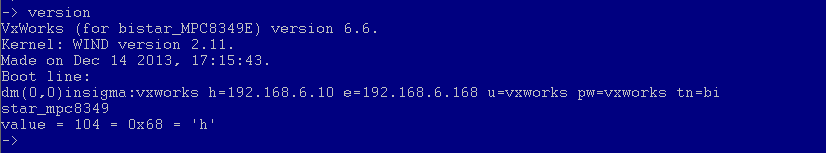 -> version
VxWorks (for bistar_MPC8349E) version 6.6.
Kernel: WIND version 2.11.
Made on Dec 14 2013, 17:15:43.
Boot line:
dm(0,0)insigma:vxworks h=192.168.6.10 e=192.168.6.168 u=vxworks pw=vxworks tn=bi
star_mpc8349
value = 104 = 0x68 = 'h'
->